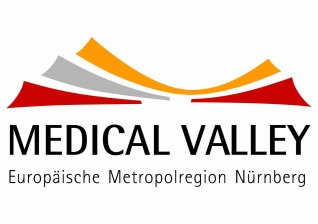 MEDICAL VALLEY
Europäische Metropolregion Nürnberg